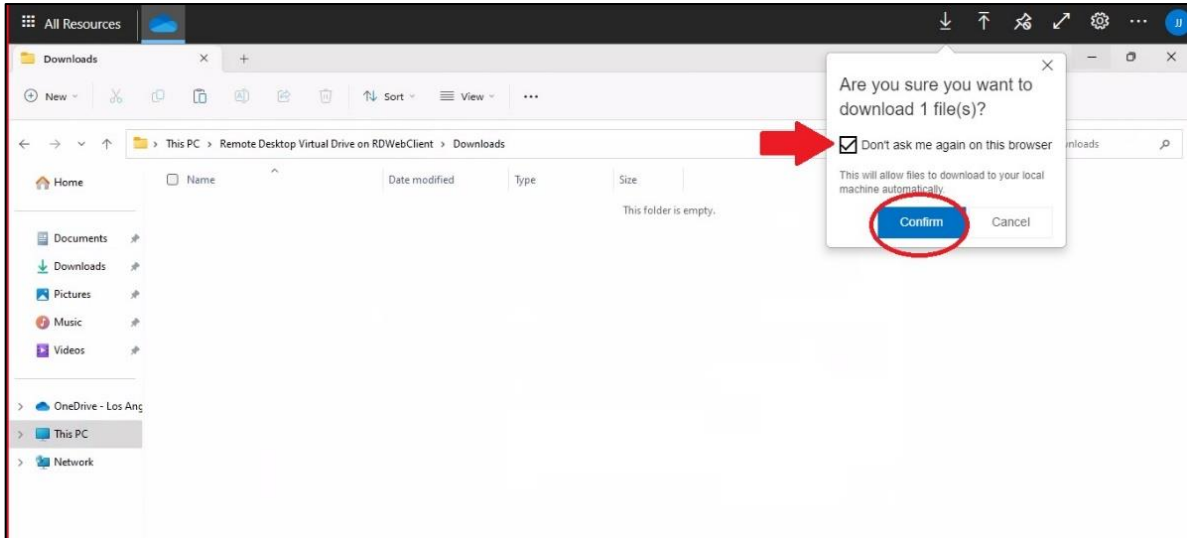 All Resources
JJ
Downloads
New
Sort
View
Are you sure you want to
download 1 file(s)?
Don't ask me again on this browser
This will allow files to download to your local
machine automatically.
Confirm
Cancel
This PC > Remote Desktop Virtual Drive on RDWebClient > Downloads
nloads
Home
Name
Date modified
Type
Size
This folder is empty.
Documents
Downloads
Pictures
Music
Videos
OneDrive - Los Ang
This PC
Network